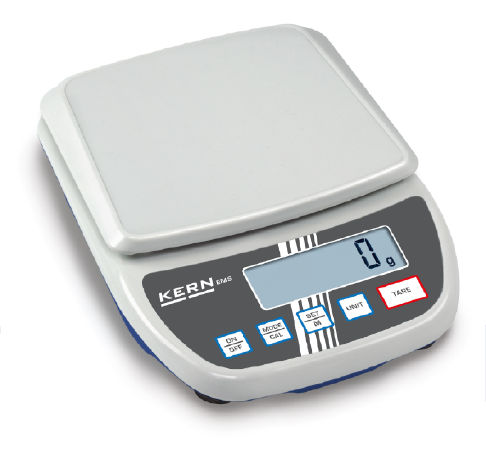 0 g
KERN EMS
ON
OFF
MODE
CAL
SET
M
UNIT
TARE